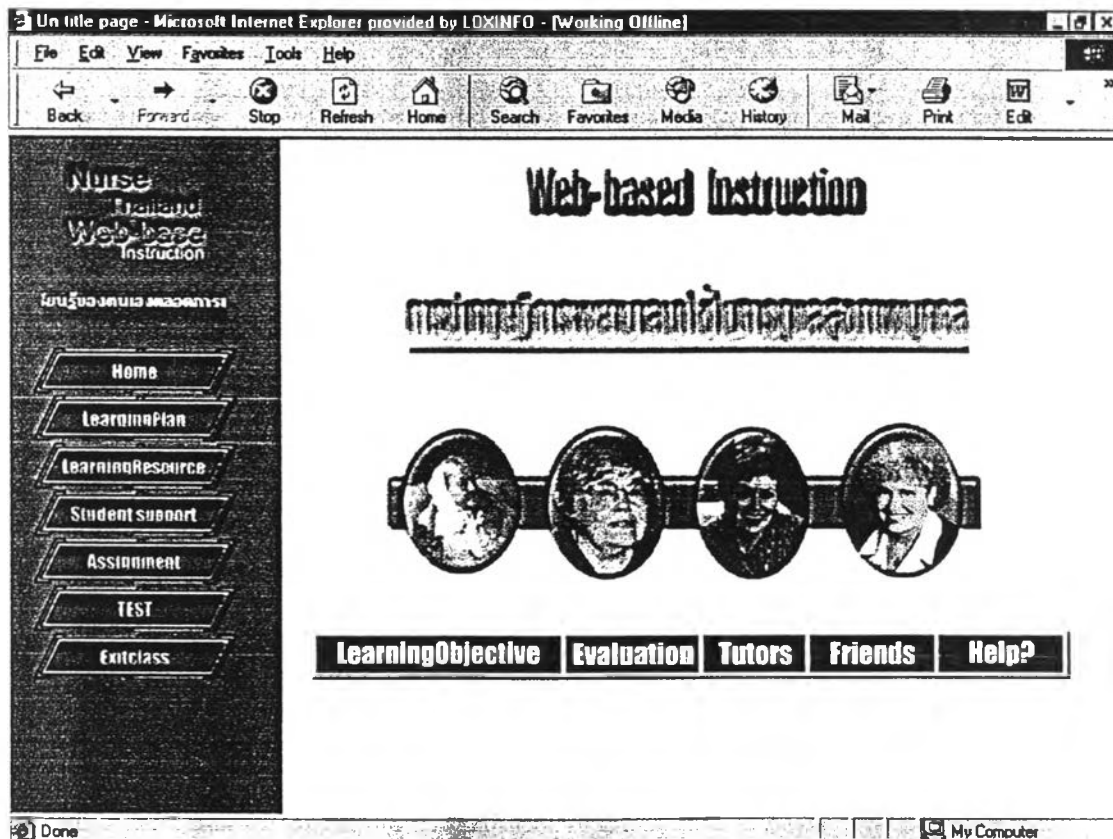 Un title page - Microsoft Internet Explorer provided by LOXINFO - [Working Offline]
File Edit View Favorites Tools Help
Back Forward Stop Refresh Home Search Favorites Media History Mail Print Edit
Nurse
Thailand
Web-base
Instruction
Home
LearningPlan
LearningResource
Student support
Assignment
TEST
Exitclass
Web-based Instruction
LearningObjective Evaluation Tutors Friends Help?
Done My Computer